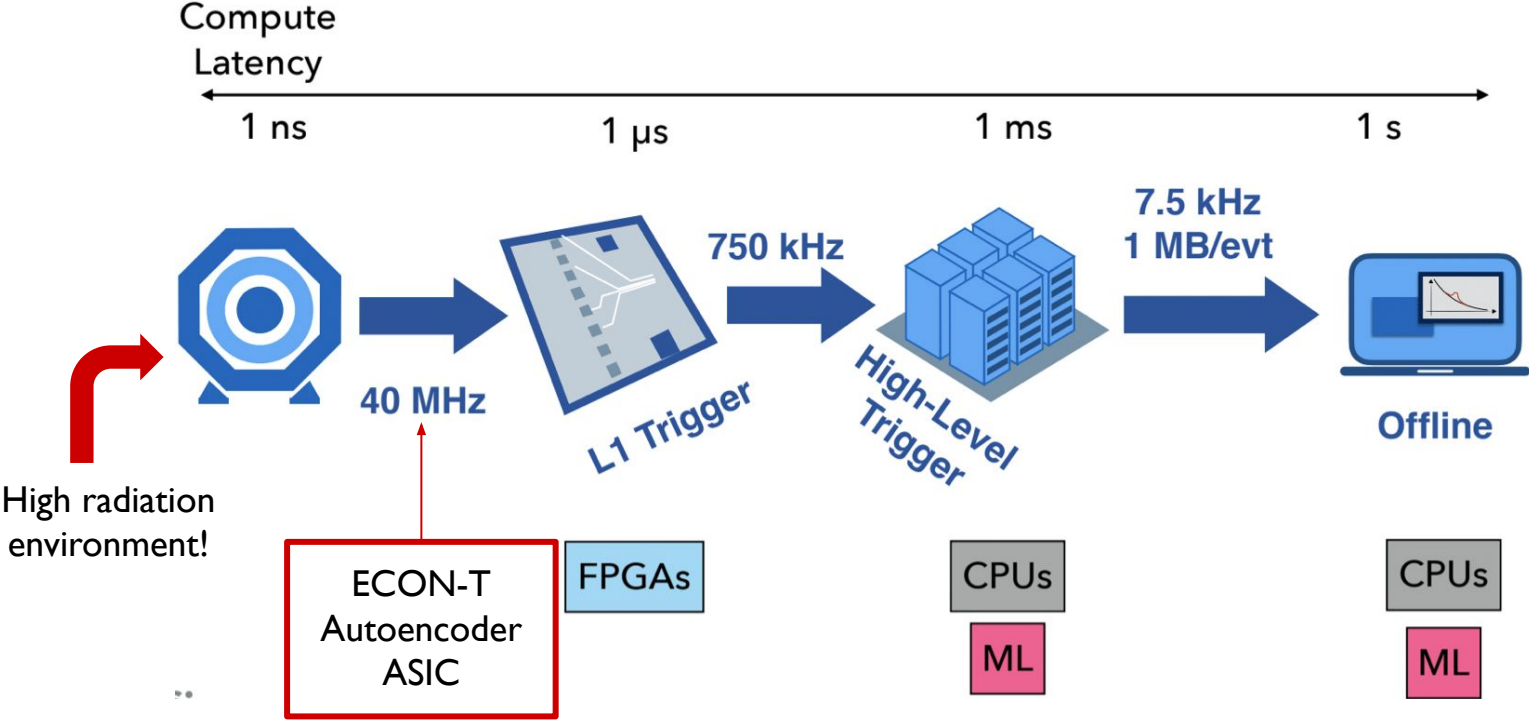 Compute
Latency
1 ns
1 μs
1 ms
1 s
40 MHz
L1 Trigger
750 kHz
High-Level
Trigger
7.5 kHz
1 MB/evt
Offline
High radiation
environment!
ECON-T
Autoencoder
ASIC
FPGAs
CPUs
ML
CPUs
ML